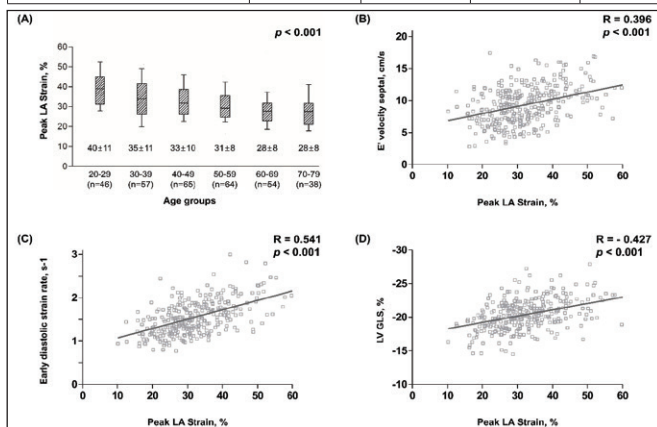 (A)
p < 0.001
Peak LA Strain, %
60
50
40
30
20
10
0
40±11 35±11 33±10 31±8 28±8 28±8
20-29 30-39 40-49 50-59 60-69 70-79
(n=46) (n=57) (n=65) (n=64) (n=54) (n=38)
Age groups
(B)
R = 0.396
p < 0.001
E' velocity septal, cm/s
20
15
10
5
0
0 10 20 30 40 50 60
Peak LA Strain, %
(C)
R = 0.541
p < 0.001
Early diastolic strain rate, s-1
3
2
1
0
0 10 20 30 40 50 60
Peak LA Strain, %
(D)
R = - 0.427
p < 0.001
LV GLS, %
-30
-25
-20
-15
-10
0 10 20 30 40 50 60
Peak LA Strain, %